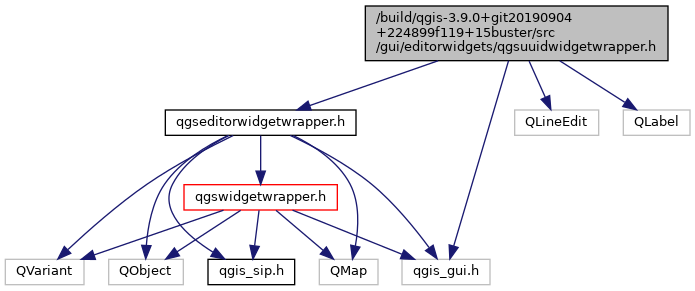 /build/qgis-3.9.0+git20190904
+224899f119+15buster/src
/gui/editorwidgets/qgsuuidwidgetwrapper.h
qgseditorwidgetwrapper.h
QLineEdit
QLabel
qgswidgetwrapper.h
QVariant
QObject
qgis_sip.h
QMap
qgis_gui.h